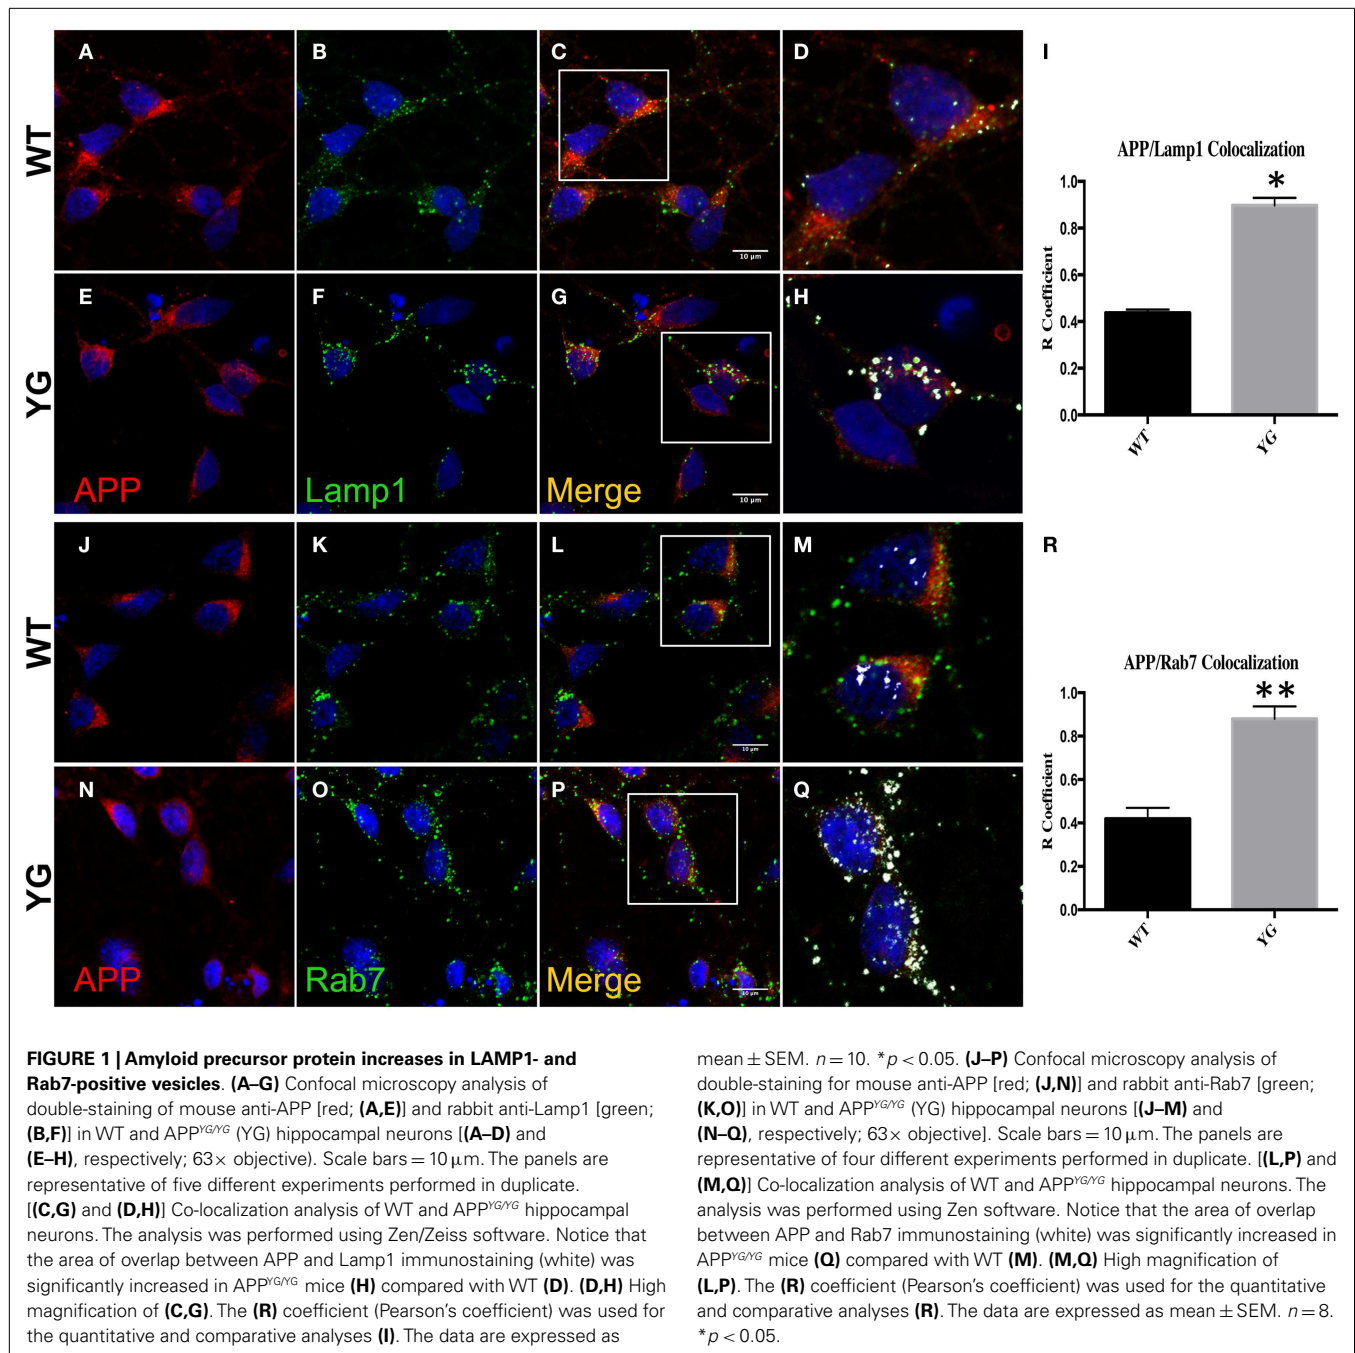 A
B
C
D
I
WT
10 μm
APP/Lamp1 Colocalization
*
R Coefficient
1.0
0.8
0.6
0.4
0.2
0.0
WT
YG
E
F
G
H
YG
APP
Lamp1
Merge
10 μm
J
K
L
M
R
WT
10 μm
APP/Rab7 Colocalization
**
R Coefficient
1.0
0.8
0.6
0.4
0.2
0.0
WT
YG
N
O
P
Q
YG
APP
Rab7
Merge
10 μm
FIGURE 1 | Amyloid precursor protein increases in LAMP1- and
Rab7-positive vesicles. (A–G) Confocal microscopy analysis of
double-staining of mouse anti-APP [red; (A,E)] and rabbit anti-Lamp1 [green;
(B,F)] in WT and APP^YG/YG (YG) hippocampal neurons [(A–D) and
(E–H), respectively; 63× objective). Scale bars = 10 μm. The panels are
representative of five different experiments performed in duplicate.
[(C,G) and (D,H)] Co-localization analysis of WT and APP^YG/YG hippocampal
neurons. The analysis was performed using Zen/Zeiss software. Notice that
the area of overlap between APP and Lamp1 immunostaining (white) was
significantly increased in APP^YG/YG mice (H) compared with WT (D). (D,H) High
magnification of (C,G). The (R) coefficient (Pearson's coefficient) was used for
the quantitative and comparative analyses (I). The data are expressed as
mean ± SEM. n = 10. *p < 0.05. (J–P) Confocal microscopy analysis of
double-staining for mouse anti-APP [red; (J,N)] and rabbit anti-Rab7 [green;
(K,O)] in WT and APP^YG/YG (YG) hippocampal neurons [(J–M) and
(N–Q), respectively; 63× objective]. Scale bars = 10 μm. The panels are
representative of four different experiments performed in duplicate. [(L,P) and
(M,Q)] Co-localization analysis of WT and APP^YG/YG hippocampal neurons. The
analysis was performed using Zen software. Notice that the area of overlap
between APP and Rab7 immunostaining (white) was significantly increased in
APP^YG/YG mice (Q) compared with WT (M). (M,Q) High magnification of
(L,P). The (R) coefficient (Pearson's coefficient) was used for the quantitative
and comparative analyses (R). The data are expressed as mean ± SEM. n = 8.
*p < 0.05.